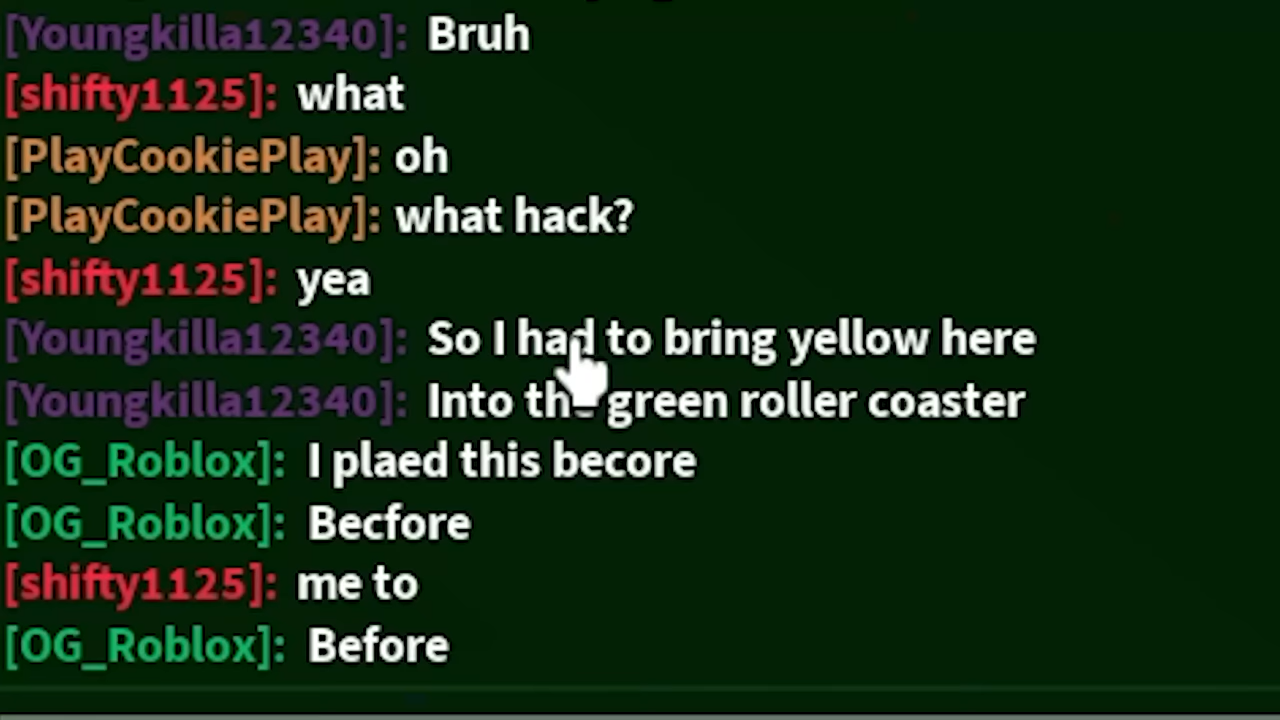 [Youngkilla12340]: Bruh
[shifty1125]: what
[PlayCookiePlay]: oh
[PlayCookiePlay]: what hack?
[shifty1125]: yea
[Youngkilla12340]: So I had to bring yellow here
[Youngkilla12340]: Into the green roller coaster
[OG_Roblox]: I plaed this becore
[OG_Roblox]: Becfore
[shifty1125]: me to
[OG_Roblox]: Before